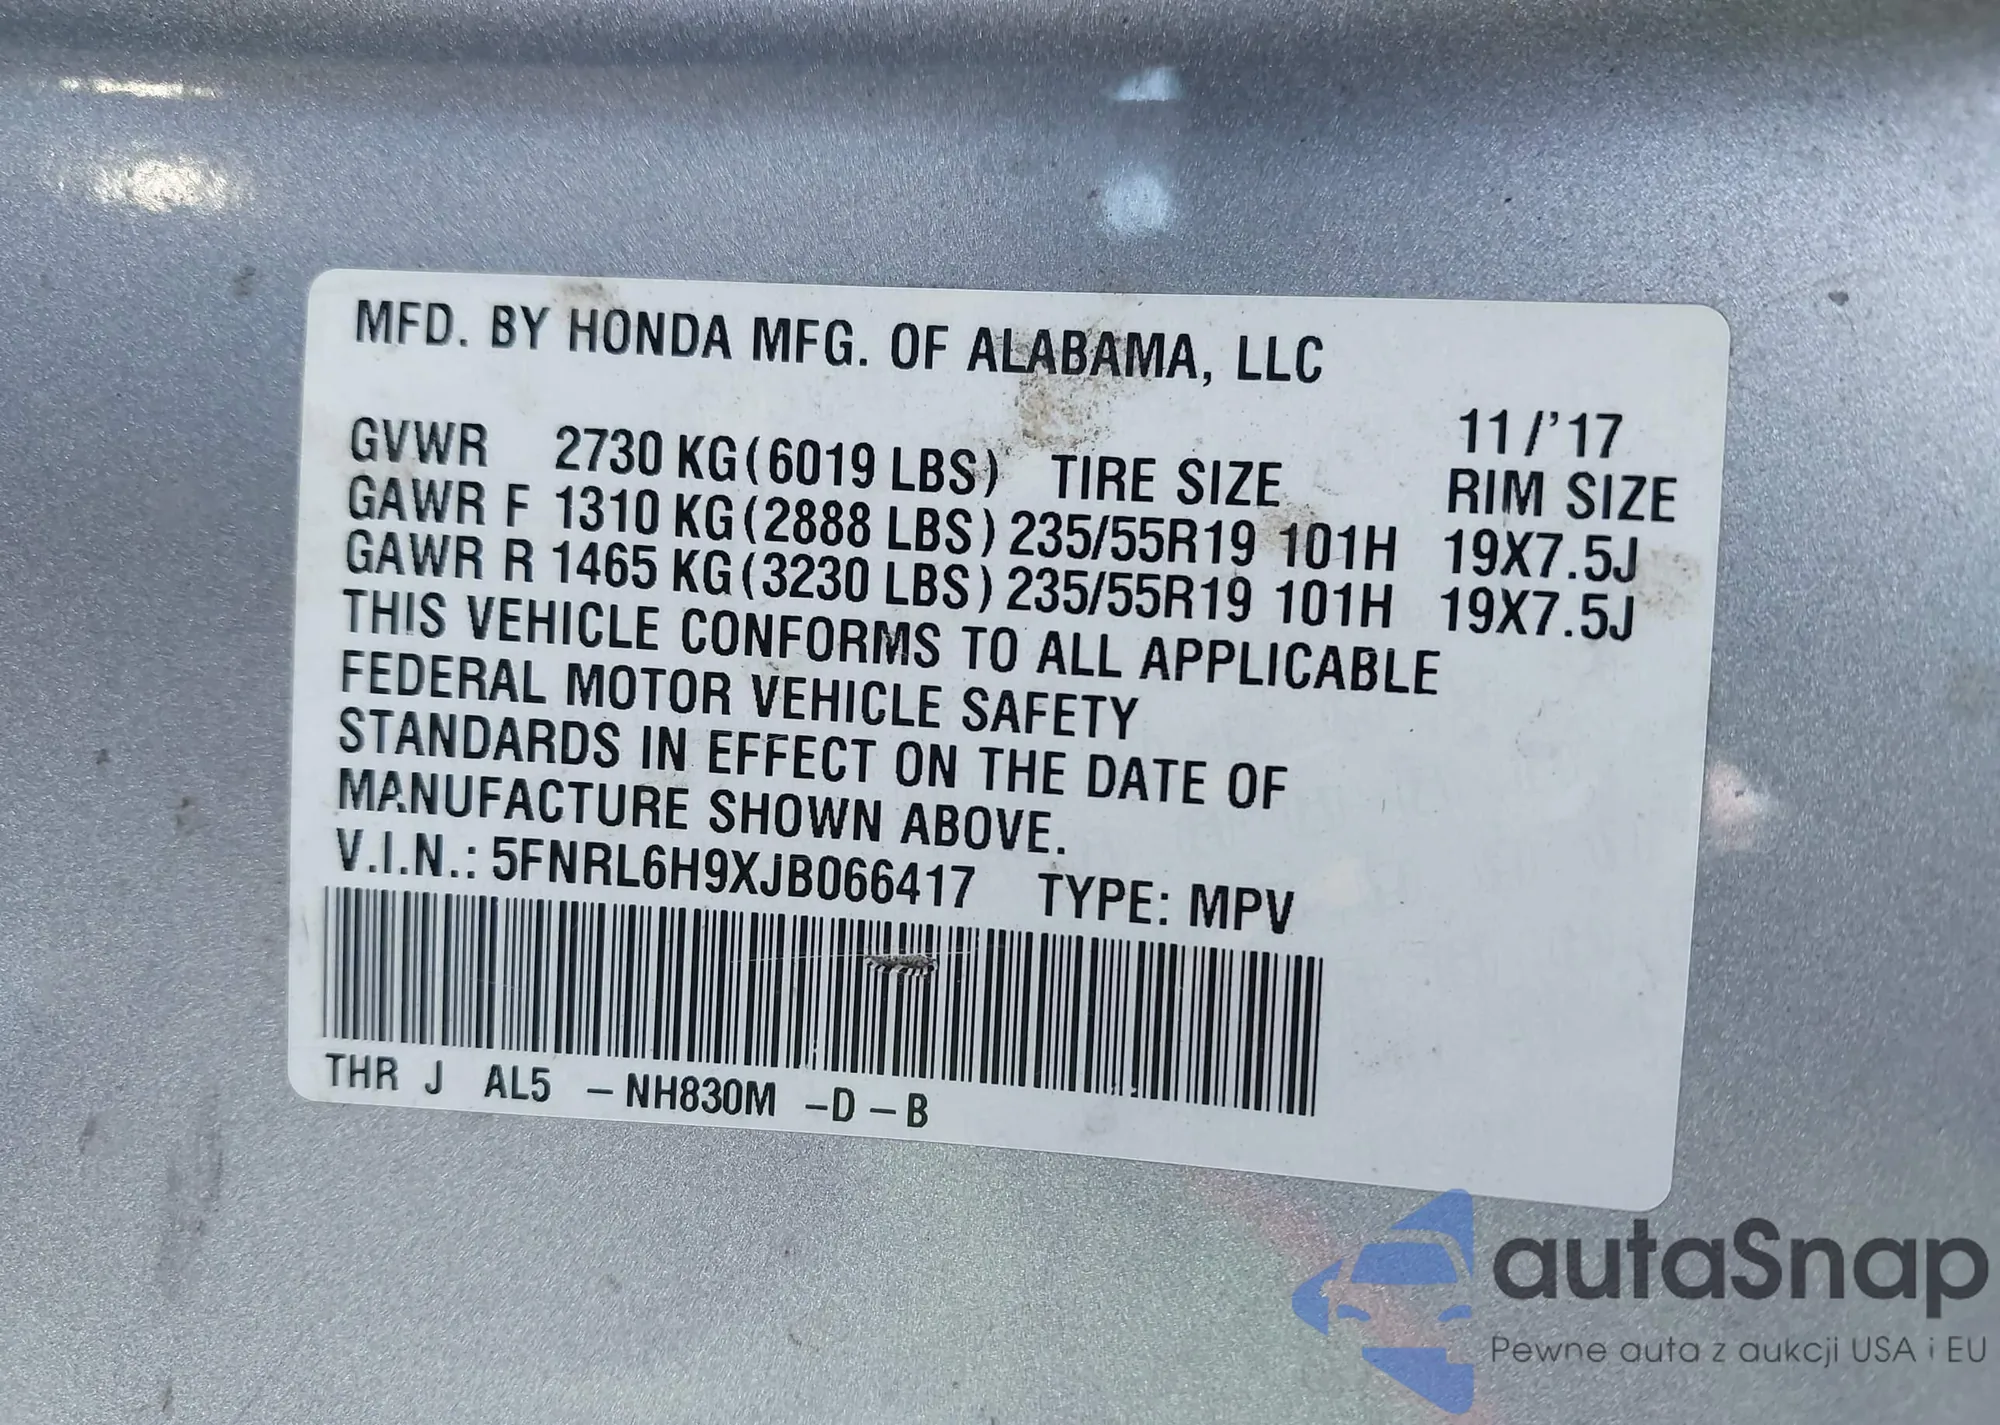 MFD. BY HONDA MFG. OF ALABAMA, LLC
11/'17
GVWR 2730 KG(6019 LBS) TIRE SIZE RIM SIZE
GAWR F 1310 KG(2888 LBS) 235/55R19 101H 19X7.5J
GAWR R 1465 KG(3230 LBS) 235/55R19 101H 19X7.5J
THIS VEHICLE CONFORMS TO ALL APPLICABLE
FEDERAL MOTOR VEHICLE SAFETY
STANDARDS IN EFFECT ON THE DATE OF
MANUFACTURE SHOWN ABOVE.
V.I.N.: 5FNRL6H9XJB066417 TYPE: MPV
THR J AL5 -NH830M -D-B
autaSnap
Pewne auta z aukcji USA i EU